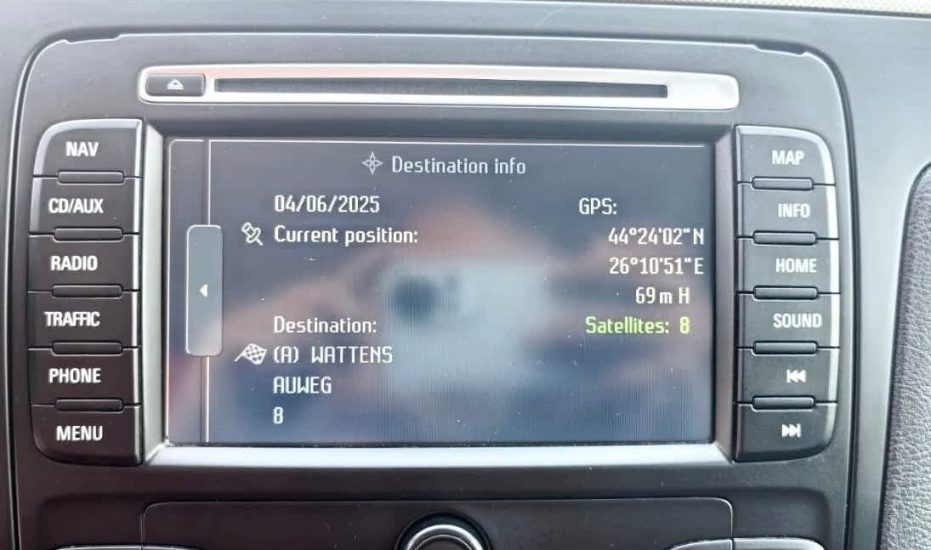 NAV
CD/AUX
RADIO
TRAFFIC
PHONE
MENU
Destination info
04/06/2025
GPS:
Current position:
44°24'02"N
26°10'51"E
69 m H
Destination:
Satellites: 8
(A) WATTENS
AUWEG
8
MAP
INFO
HOME
SOUND